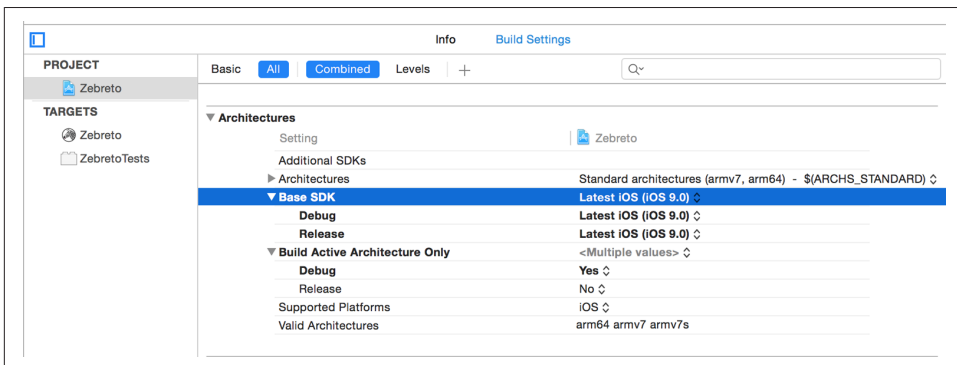 Info Build Settings
PROJECT
Zebreto
TARGETS
Zebreto
ZebretoTests
Basic All Combined Levels +
Architectures
Setting Zebreto
Additional SDKs
Architectures Standard architectures (armv7, arm64) - $(ARCHS_STANDARD)
Base SDK Latest iOS (iOS 9.0)
Debug Latest iOS (iOS 9.0)
Release Latest iOS (iOS 9.0)
Build Active Architecture Only <Multiple values>
Debug Yes
Release No
Supported Platforms iOS
Valid Architectures arm64 armv7 armv7s